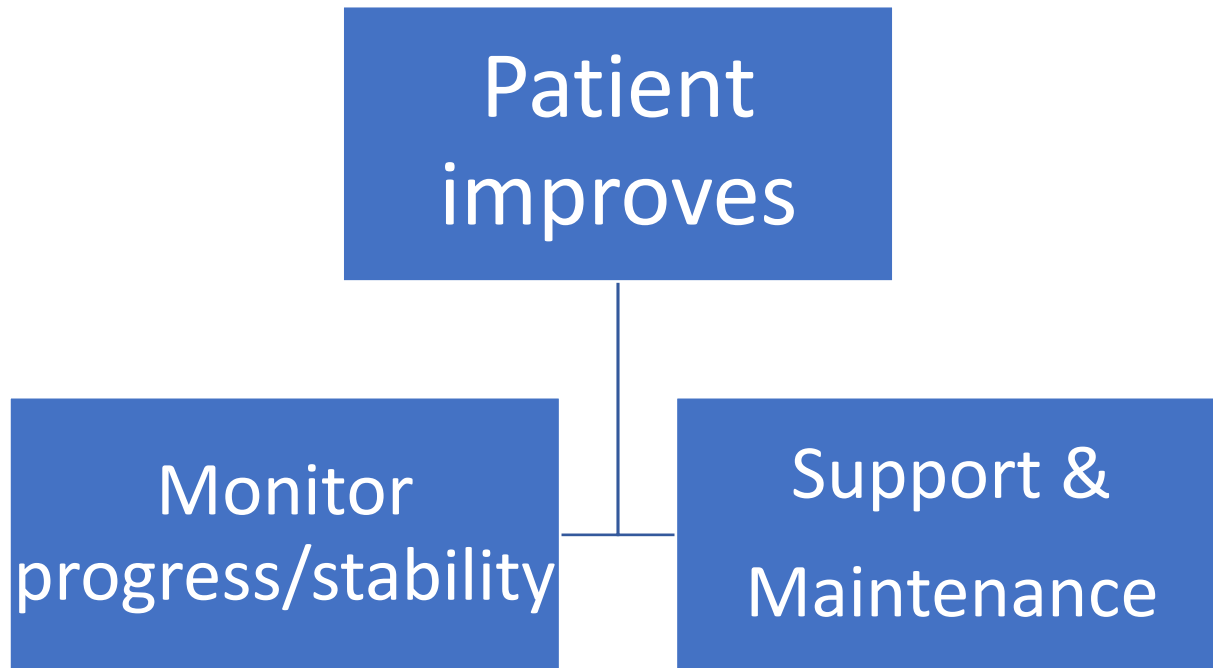 Patient
improves
Monitor
progress/stability
Support &
Maintenance